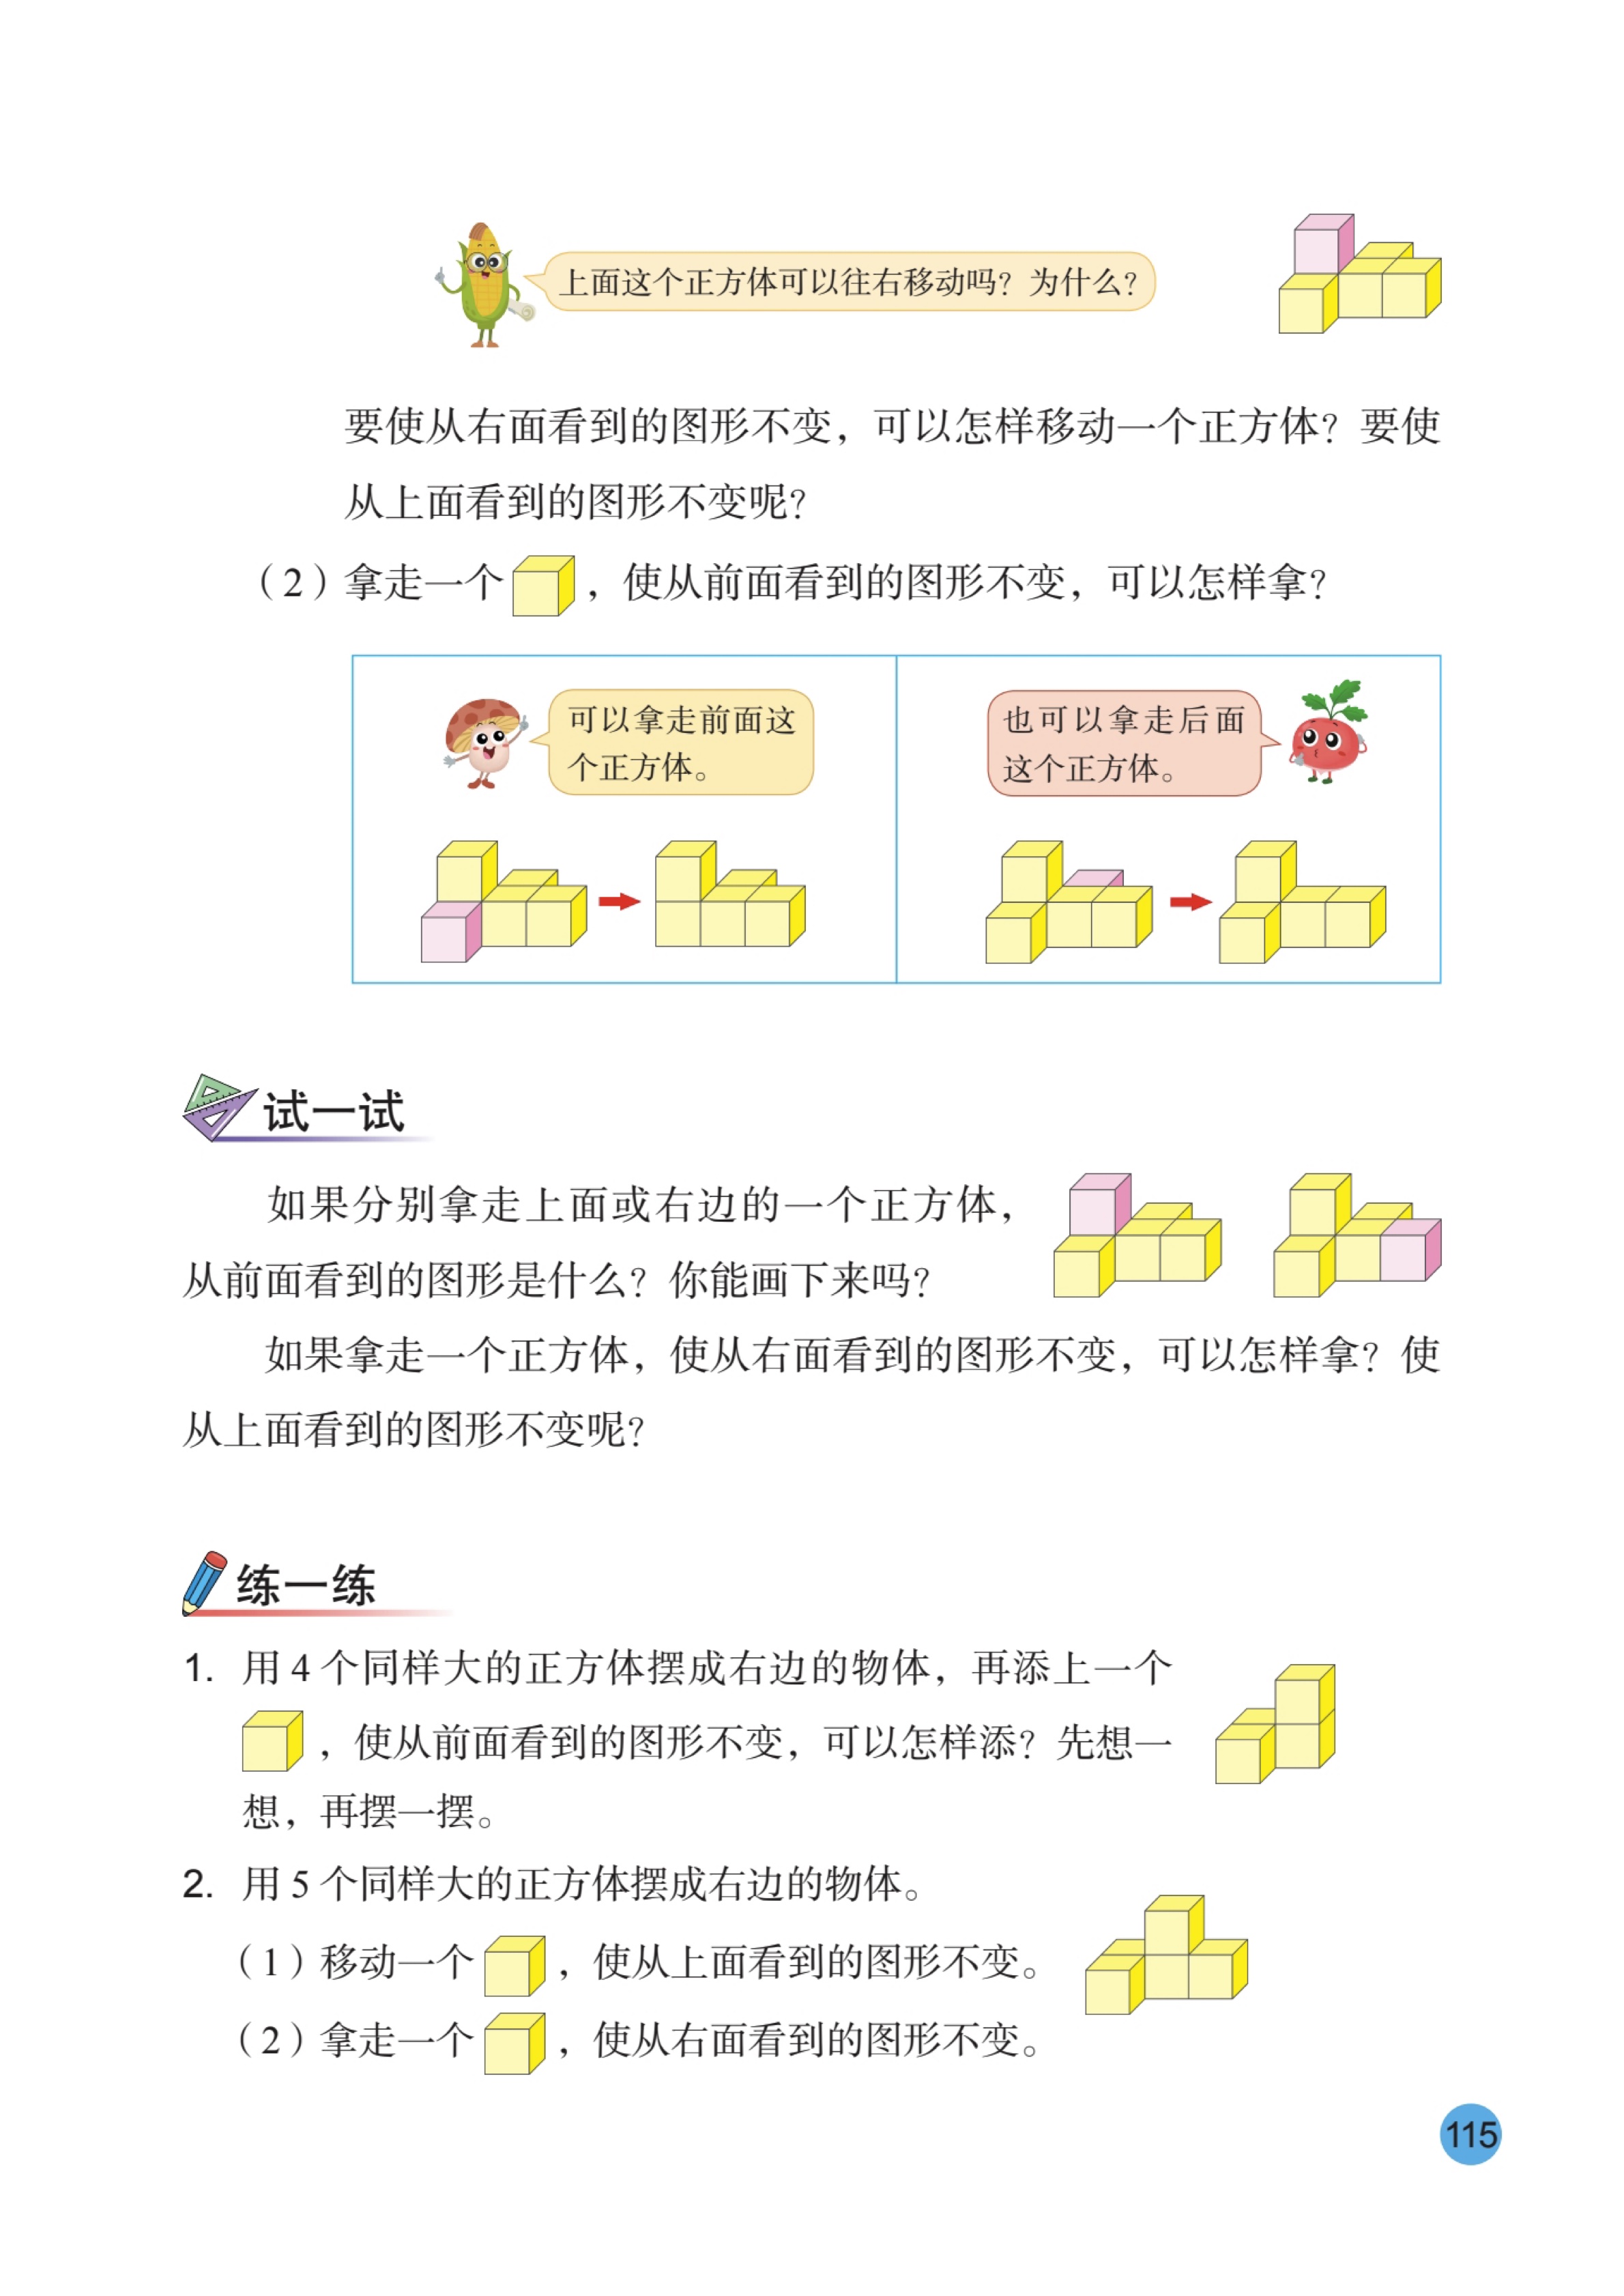 上面这个正方体可以往右移动吗？为什么？
要使从右面看到的图形不变，可以怎样移动一个正方体？要使
从上面看到的图形不变呢？
（2）拿走一个 ，使从前面看到的图形不变，可以怎样拿？
可以拿走前面这
个正方体。
也可以拿走后面
这个正方体。
试一试
如果分别拿走上面或右边的一个正方体，
从前面看到的图形是什么？你能画下来吗？
如果拿走一个正方体，使从右面看到的图形不变，可以怎样拿？使
从上面看到的图形不变呢？
练一练
1. 用 4 个同样大的正方体摆成右边的物体，再添上一个
，使从前面看到的图形不变，可以怎样添？先想一
想，再摆一摆。
2. 用 5 个同样大的正方体摆成右边的物体。
（1）移动一个 ，使从上面看到的图形不变。
（2）拿走一个 ，使从右面看到的图形不变。
115